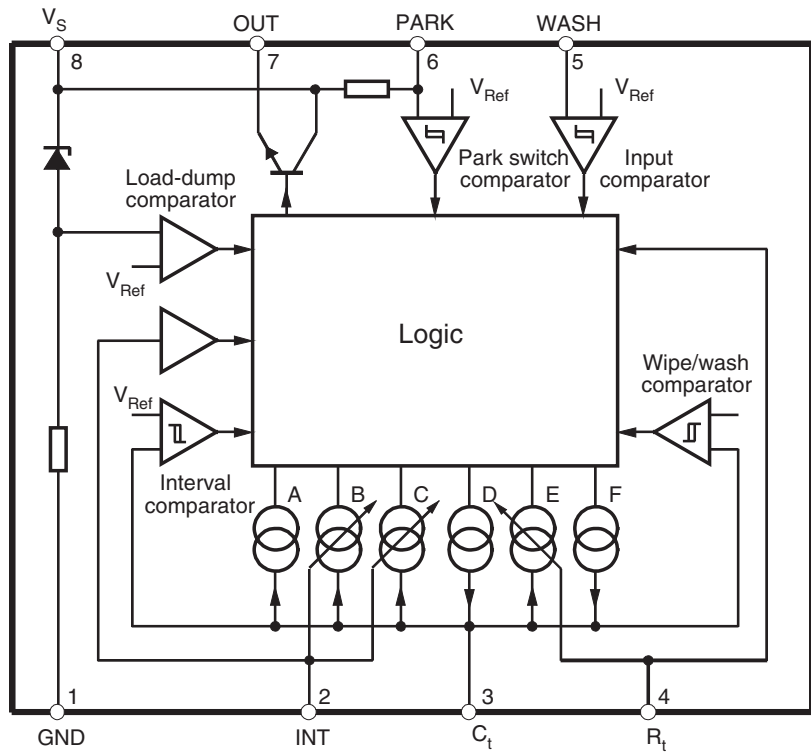 V_S
OUT
PARK
WASH
8
7
6
5
V_Ref
V_Ref
Park switch
comparator
Input
comparator
Load-dump
comparator
V_Ref
Logic
Wipe/wash
comparator
V_Ref
Interval
comparator
A B C D E F
1
2
3
4
GND
INT
C_t
R_t